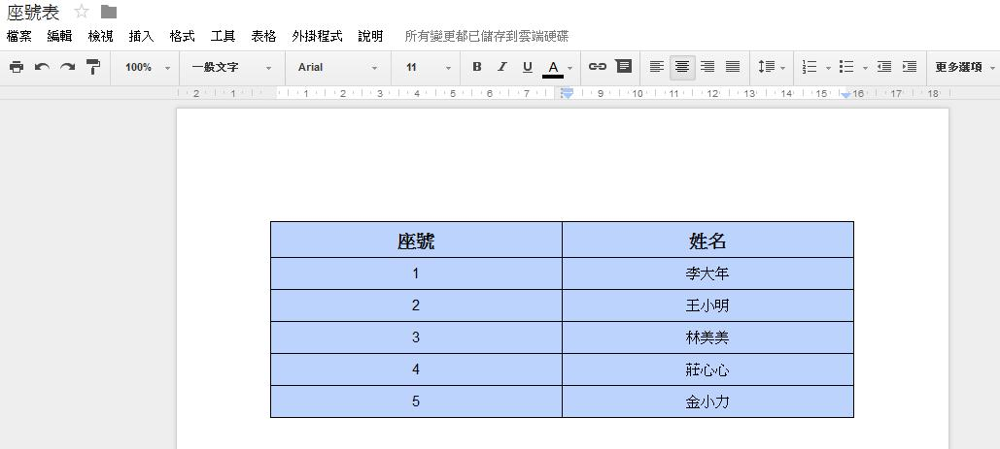 座號表
檔案 編輯 檢視 插入 格式 工具 表格 外掛程式 說明 所有變更都已儲存到雲端硬碟
100% 一般文字 Arial 11 B I U A 更多選項
2 1 1 2 3 4 5 6 7 9 10 11 12 13 14 15 16 17 18
座號 姓名
1 李大年
2 王小明
3 林美美
4 莊心心
5 金小力